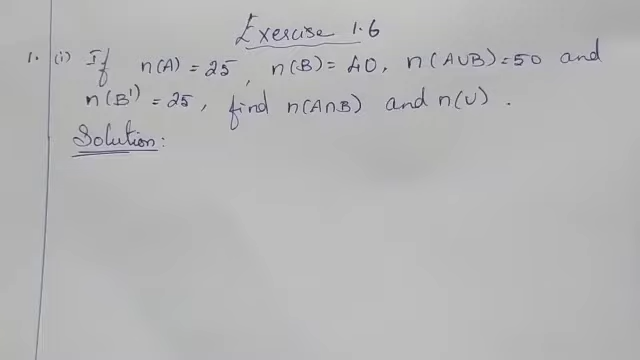 Exercise 1.6
1. (i) If n(A) = 25, n(B) = 40, n(A∪B) = 50 and
n(B') = 25, find n(A∩B) and n(U).
Solution: